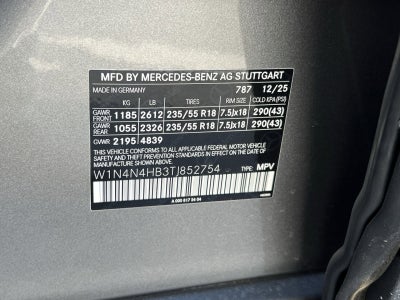 MFD BY MERCEDES-BENZ AG STUTTGART
MADE IN GERMANY 787 12/25
KG LB TIRES RIM SIZE COLD KPA (PSI)
GAWR FRONT 1185 2612 235/55 R18 7.5Jx18 290(43)
GAWR REAR 1055 2326 235/55 R18 7.5Jx18 290(43)
GVWR 2195 4839
THIS VEHICLE CONFORMS TO ALL APPLICABLE FEDERAL MOTOR VEHICLE
SAFETY, BUMPER, AND THEFT PREVENTION STANDARDS IN EFFECT
ON THE DATE OF MANUFACTURE SHOWN ABOVE.
W1N4N4HB3TJ852754 TYPE: MPV
A 000 817 56 04